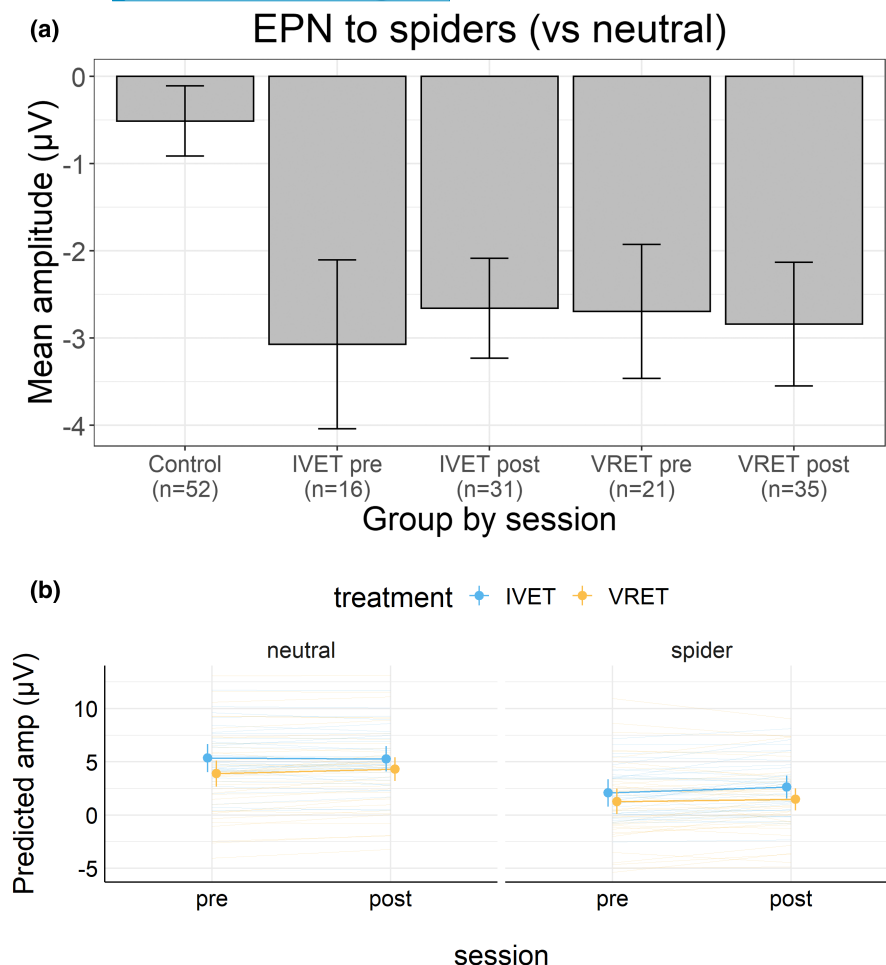 (a)
EPN to spiders (vs neutral)
Mean amplitude (µV)
0
-1
-2
-3
-4
Control
(n=52)
IVET pre
(n=16)
IVET post
(n=31)
VRET pre
(n=21)
VRET post
(n=35)
Group by session
(b)
treatment IVET VRET
neutral
spider
Predicted amp (µV)
10
5
0
-5
pre post
pre post
session